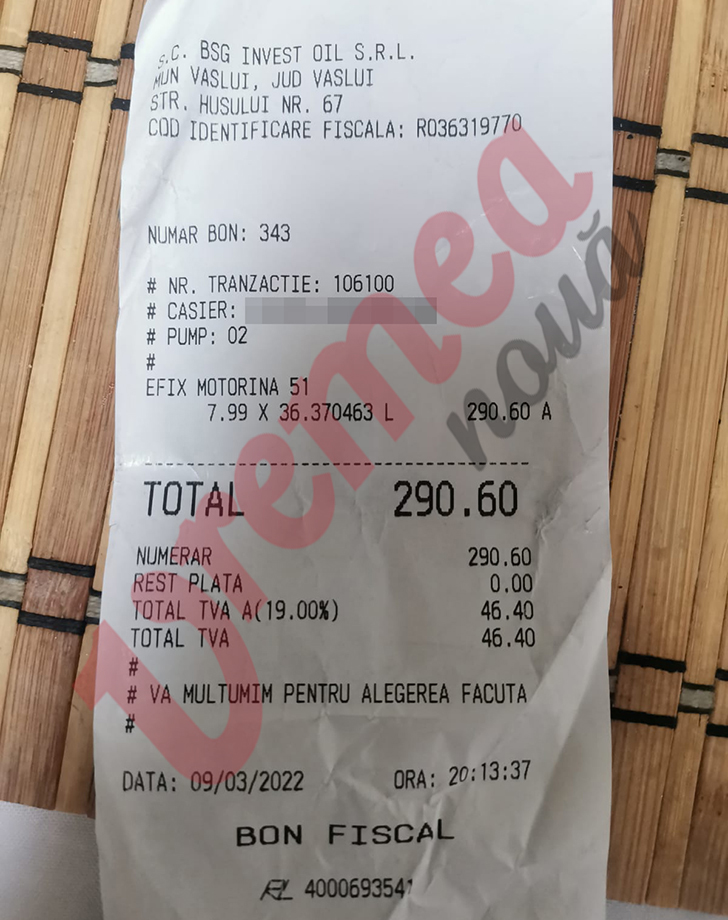 S.C. BSG INVEST OIL S.R.L.
MUN VASLUI, JUD VASLUI
STR. HUSULUI NR. 67
COD IDENTIFICARE FISCALA: RO36319770
NUMAR BON: 343
# NR. TRANZACTIE: 106100
# CASIER:
# PUMP: 02
#
EFIX MOTORINA 51
7.99 X 36.370463 L 290.60 A
TOTAL 290.60
NUMERAR 290.60
REST PLATA 0.00
TOTAL TVA A(19.00%) 46.40
TOTAL TVA 46.40
#
# VA MULTUMIM PENTRU ALEGEREA FACUTA
#
DATA: 09/03/2022 ORA: 20:13:37
BON FISCAL
4000693541
Vremea
nouă